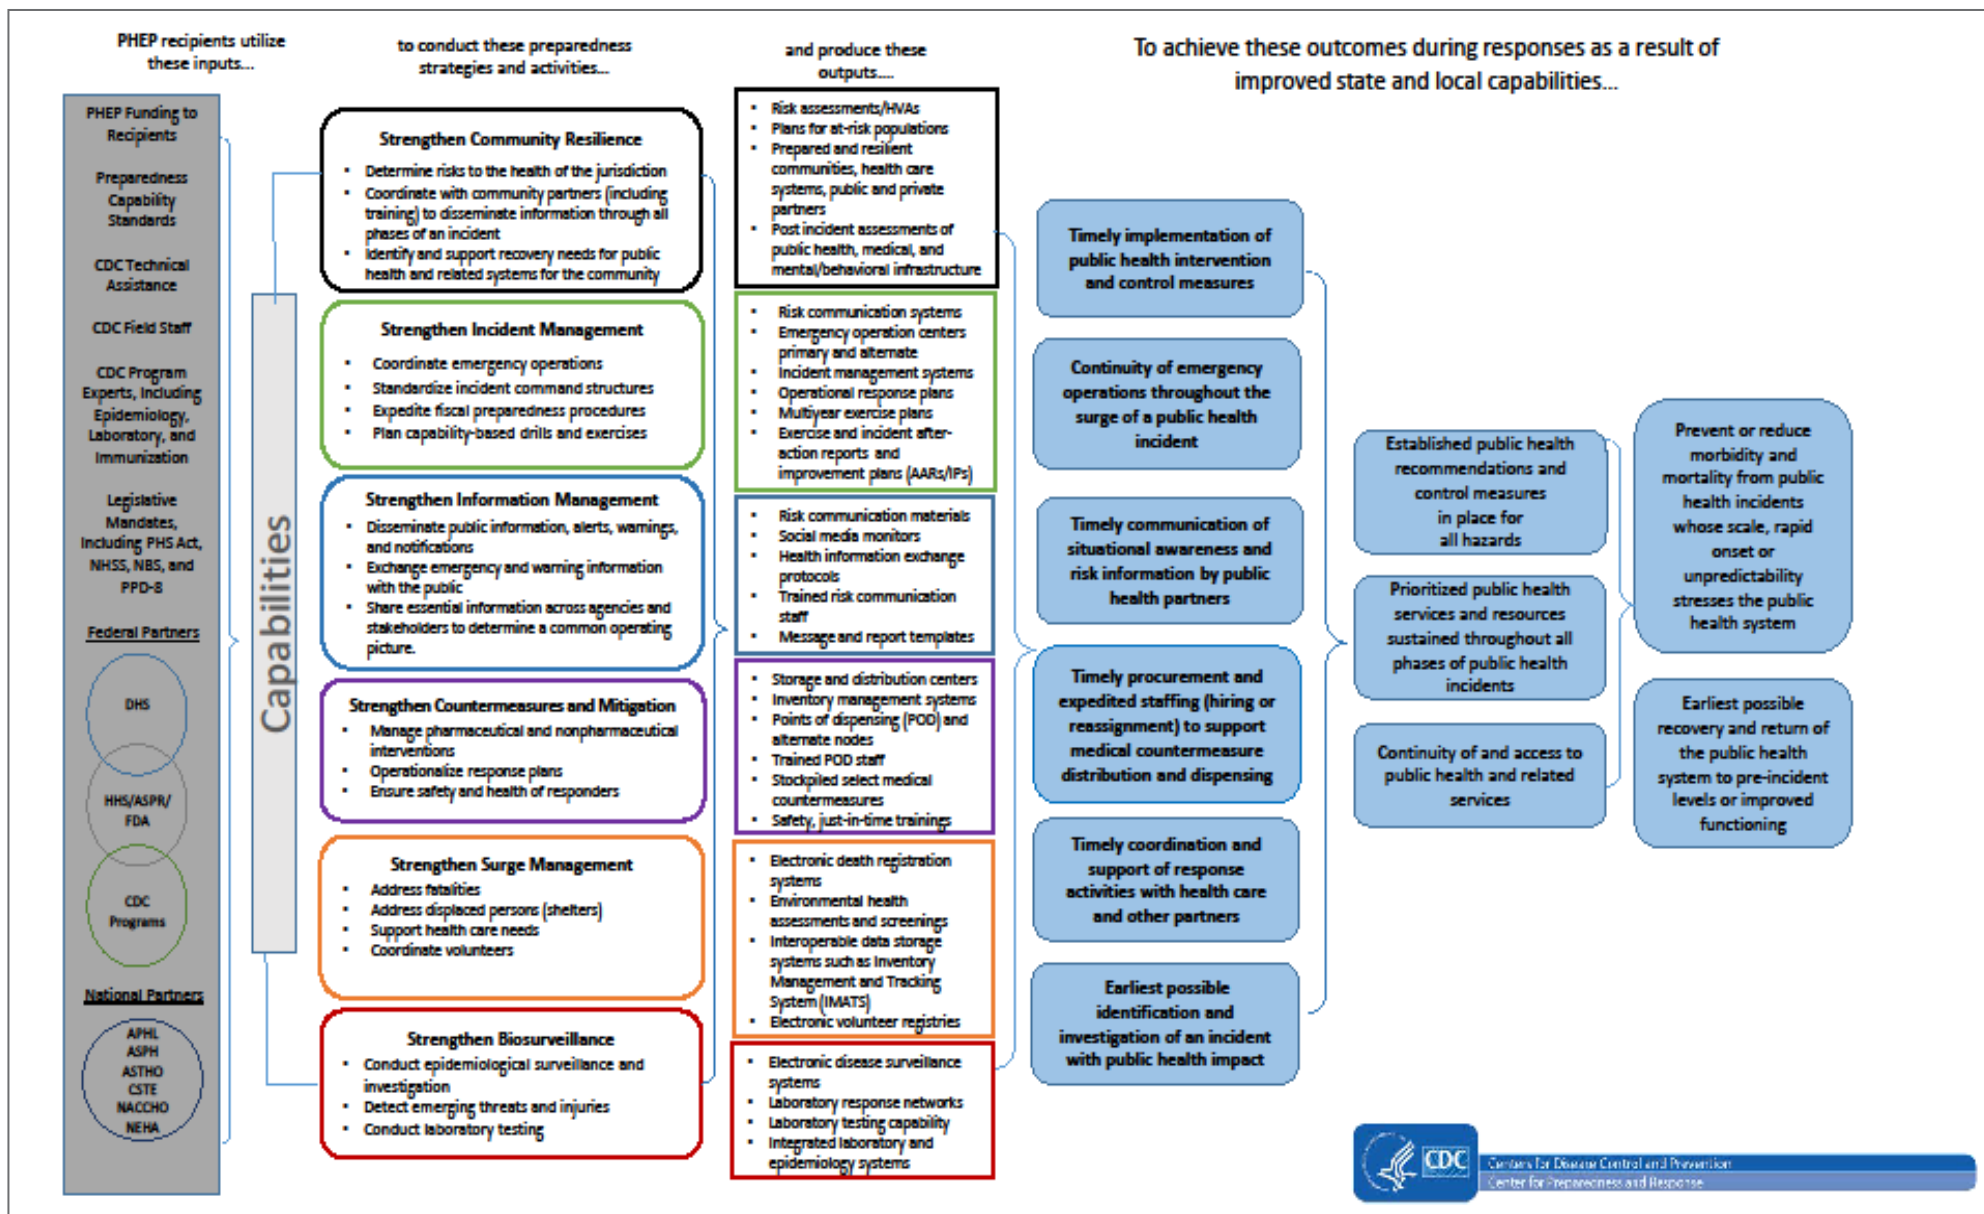 PHEP recipients utilize
these inputs...
to conduct these preparedness
strategies and activities...
and produce these
outputs....
To achieve these outcomes during responses as a result of
improved state and local capabilities...
PHEP Funding to
Recipients
Preparedness
Capability
Standards
CDC Technical
Assistance
CDC Field Staff
CDC Program
Experts, Including
Epidemiology,
Laboratory, and
Immunization
Legislative
Mandates,
Including PHS Act,
NHSS, NBS, and
PPD-8
Federal Partners
DHS
HHS/ASPR/
FDA
CDC
Programs
National Partners
APHL
ASPH
ASTHO
CSTE
NACCHO
NEHA
Capabilities
Strengthen Community Resilience
• Determine risks to the health of the jurisdiction
• Coordinate with community partners (including
training) to disseminate information through all
phases of an incident
• Identify and support recovery needs for public
health and related systems for the community
Strengthen Incident Management
• Coordinate emergency operations
• Standardize incident command structures
• Expedite fiscal preparedness procedures
• Plan capability-based drills and exercises
Strengthen Information Management
• Disseminate public information, alerts, warnings,
and notifications
• Exchange emergency and warning information
with the public
• Share essential information across agencies and
stakeholders to determine a common operating
picture.
Strengthen Countermeasures and Mitigation
• Manage pharmaceutical and nonpharmaceutical
interventions
• Operationalize response plans
• Ensure safety and health of responders
Strengthen Surge Management
• Address fatalities
• Address displaced persons (shelters)
• Support health care needs
• Coordinate volunteers
Strengthen Biosurveillance
• Conduct epidemiological surveillance and
investigation
• Detect emerging threats and injuries
• Conduct laboratory testing
• Risk assessments/HVAs
• Plans for at-risk populations
• Prepared and resilient
communities, health care
systems, public and private
partners
• Post incident assessments of
public health, medical, and
mental/behavioral infrastructure
• Risk communication systems
• Emergency operation centers
primary and alternate
• Incident management systems
• Operational response plans
• Multiyear exercise plans
• Exercise and incident after-
action reports and
improvement plans (AARs/IPs)
• Risk communication materials
• Social media monitors
• Health information exchange
protocols
• Trained risk communication
staff
• Message and report templates
• Storage and distribution centers
• Inventory management systems
• Points of dispensing (POD) and
alternate nodes
• Trained POD staff
• Stockpiled select medical
countermeasures
• Safety, just-in-time trainings
• Electronic death registration
systems
• Environmental health
assessments and screenings
• Interoperable data storage
systems such as Inventory
Management and Tracking
System (IMATS)
• Electronic volunteer registries
• Electronic disease surveillance
systems
• Laboratory response networks
• Laboratory testing capability
• Integrated laboratory and
epidemiology systems
Timely implementation of
public health intervention
and control measures
Continuity of emergency
operations throughout the
surge of a public health
incident
Timely communication of
situational awareness and
risk information by public
health partners
Timely procurement and
expedited staffing (hiring or
reassignment) to support
medical countermeasure
distribution and dispensing
Timely coordination and
support of response
activities with health care
and other partners
Earliest possible
identification and
investigation of an incident
with public health impact
Established public health
recommendations and
control measures
in place for
all hazards
Prioritized public health
services and resources
sustained throughout all
phases of public health
incidents
Continuity of and access to
public health and related
services
Prevent or reduce
morbidity and
mortality from public
health incidents
whose scale, rapid
onset or
unpredictability
stresses the public
health system
Earliest possible
recovery and return of
the public health
system to pre-incident
levels or improved
functioning
CDC
Centers for Disease Control and Prevention
Center for Preparedness and Response